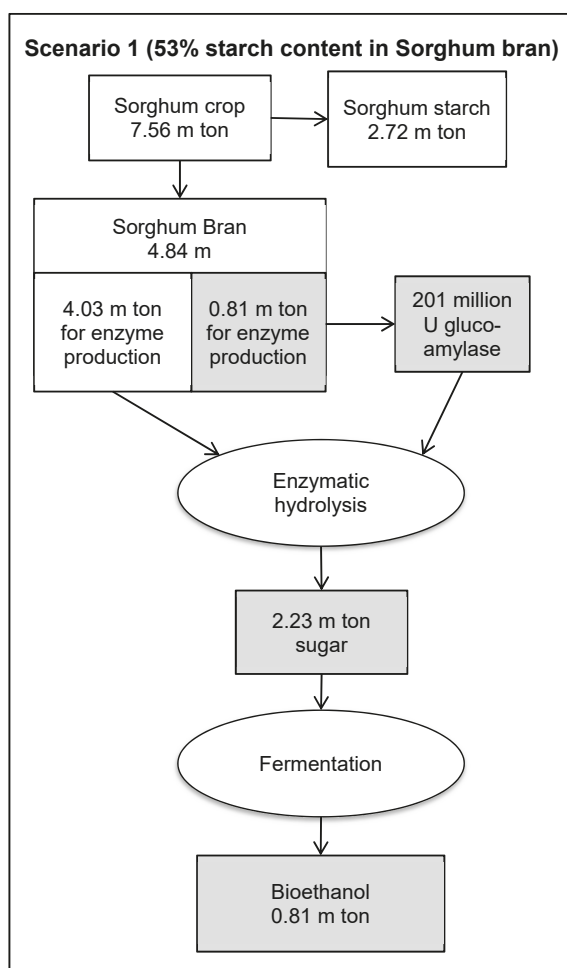 Scenario 1 (53% starch content in Sorghum bran)
Sorghum crop
7.56 m ton
Sorghum starch
2.72 m ton
Sorghum Bran
4.84 m
4.03 m ton
for enzyme
production
0.81 m ton
for enzyme
production
201 million
U gluco-
amylase
Enzymatic
hydrolysis
2.23 m ton
sugar
Fermentation
Bioethanol
0.81 m ton